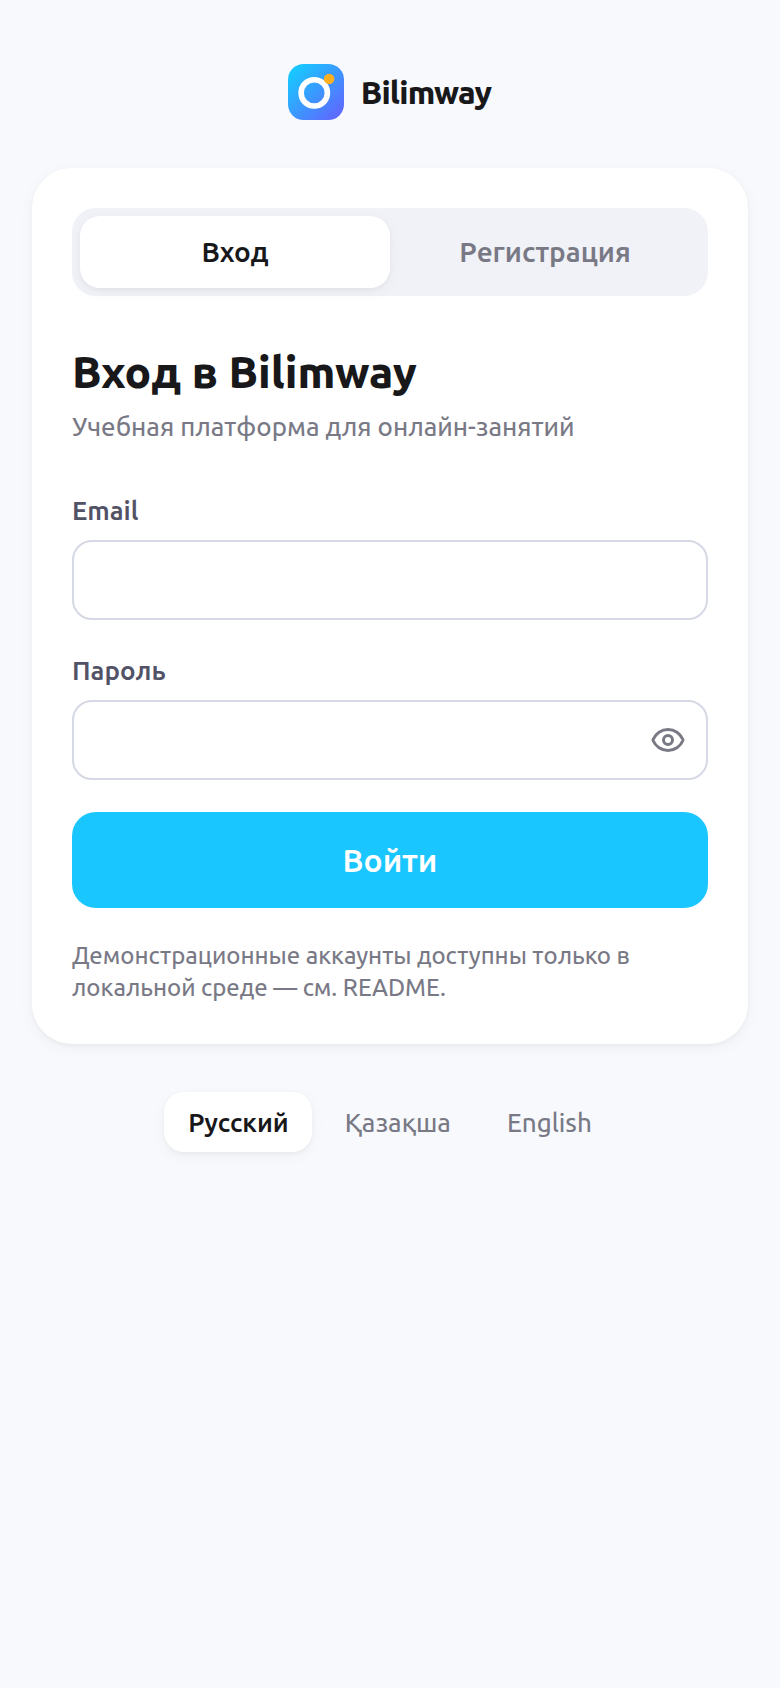 Bilimway
Вход
Регистрация
Вход в Bilimway
Учебная платформа для онлайн-занятий
Email
Пароль
Войти
Демонстрационные аккаунты доступны только в
локальной среде — см. README.
Русский
Қазақша
English